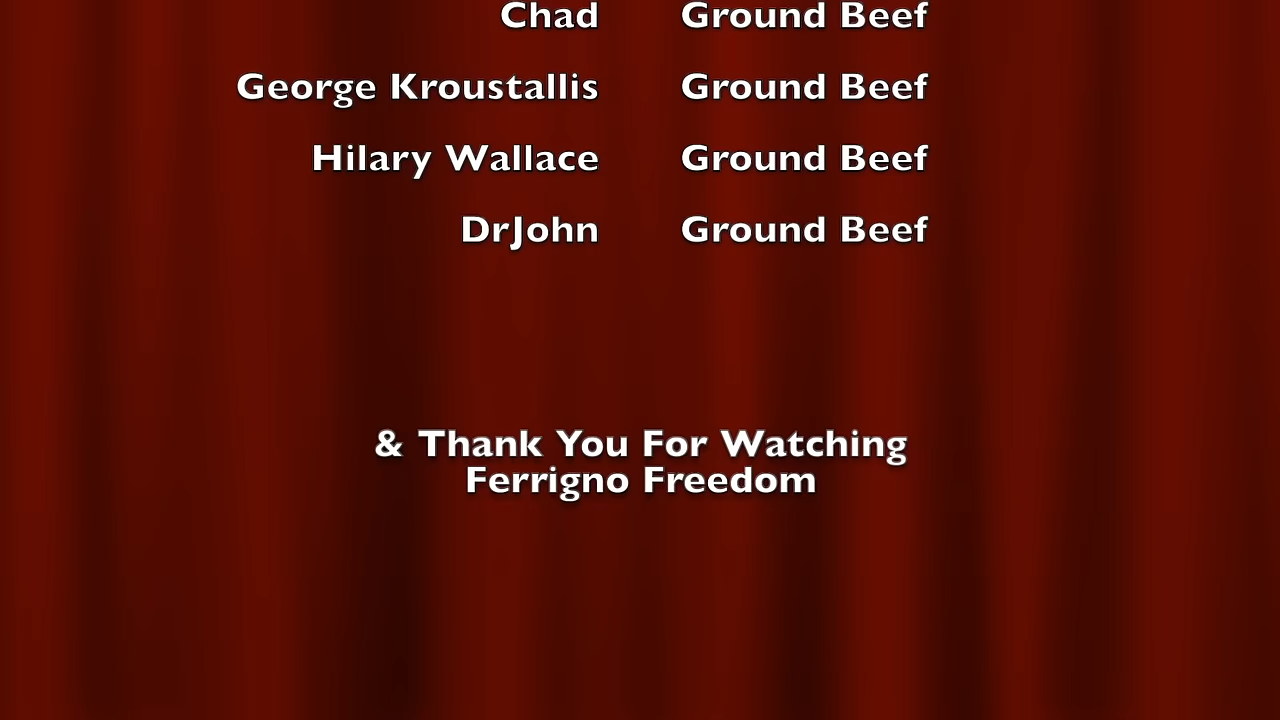 Chad Ground Beef
George Kroustallis Ground Beef
Hilary Wallace Ground Beef
DrJohn Ground Beef
& Thank You For Watching
Ferrigno Freedom